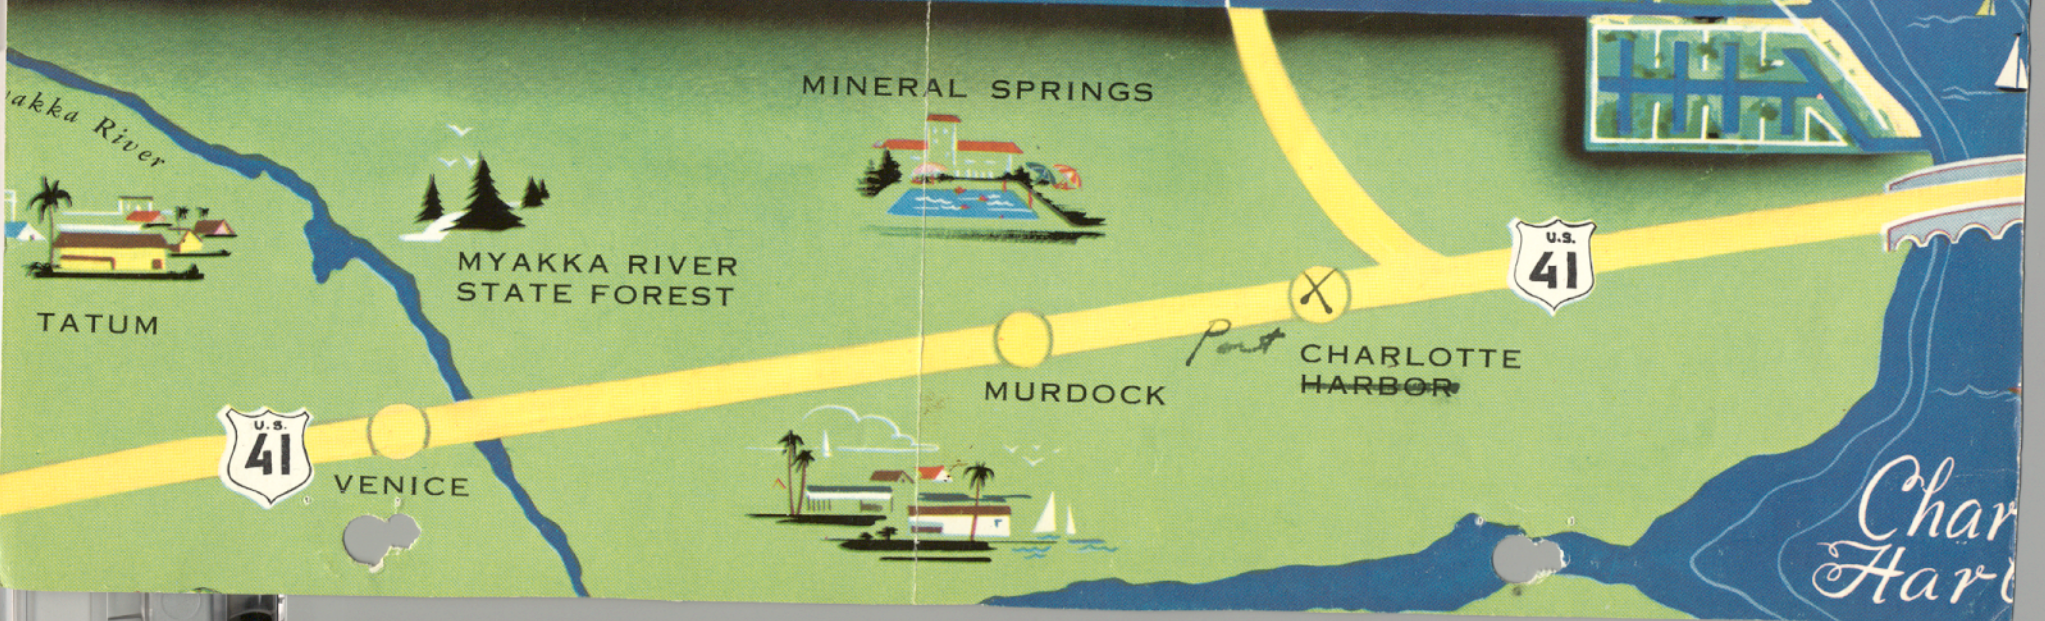 MINERAL SPRINGS
akka River
U.S.
41
MYAKKA RIVER
STATE FOREST
TATUM
Port CHARLOTTE
HARBOR
MURDOCK
U.S.
41
VENICE
Char
Har